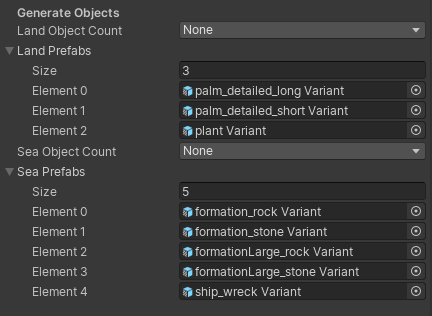 Generate Objects
Land Object Count None
Land Prefabs
Size 3
Element 0 palm_detailed_long Variant
Element 1 palm_detailed_short Variant
Element 2 plant Variant
Sea Object Count None
Sea Prefabs
Size 5
Element 0 formation_rock Variant
Element 1 formation_stone Variant
Element 2 formationLarge_rock Variant
Element 3 formationLarge_stone Variant
Element 4 ship_wreck Variant